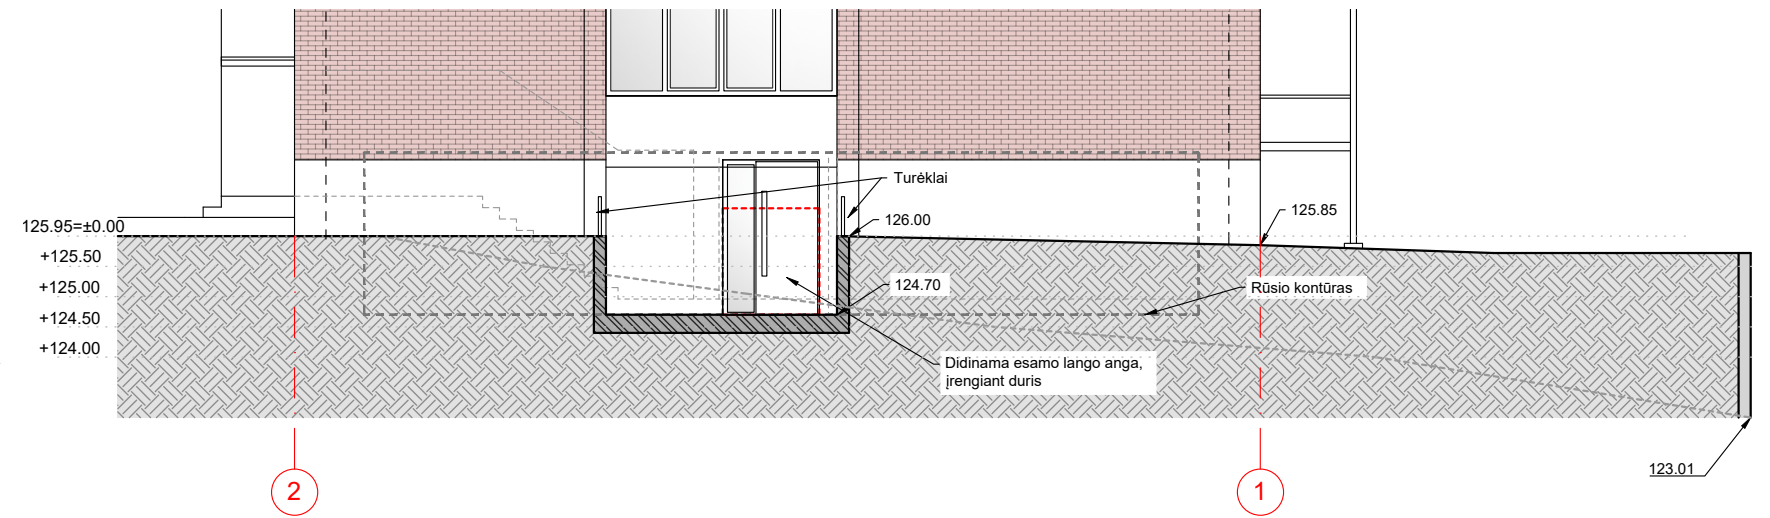 Turėklai
126.00
125.85
125.95=±0.00
+125.50
+125.00
+124.50
+124.00
124.70
Rūsio kontūras
Didinama esamo lango anga,
įrengiant duris
123.01
2
1